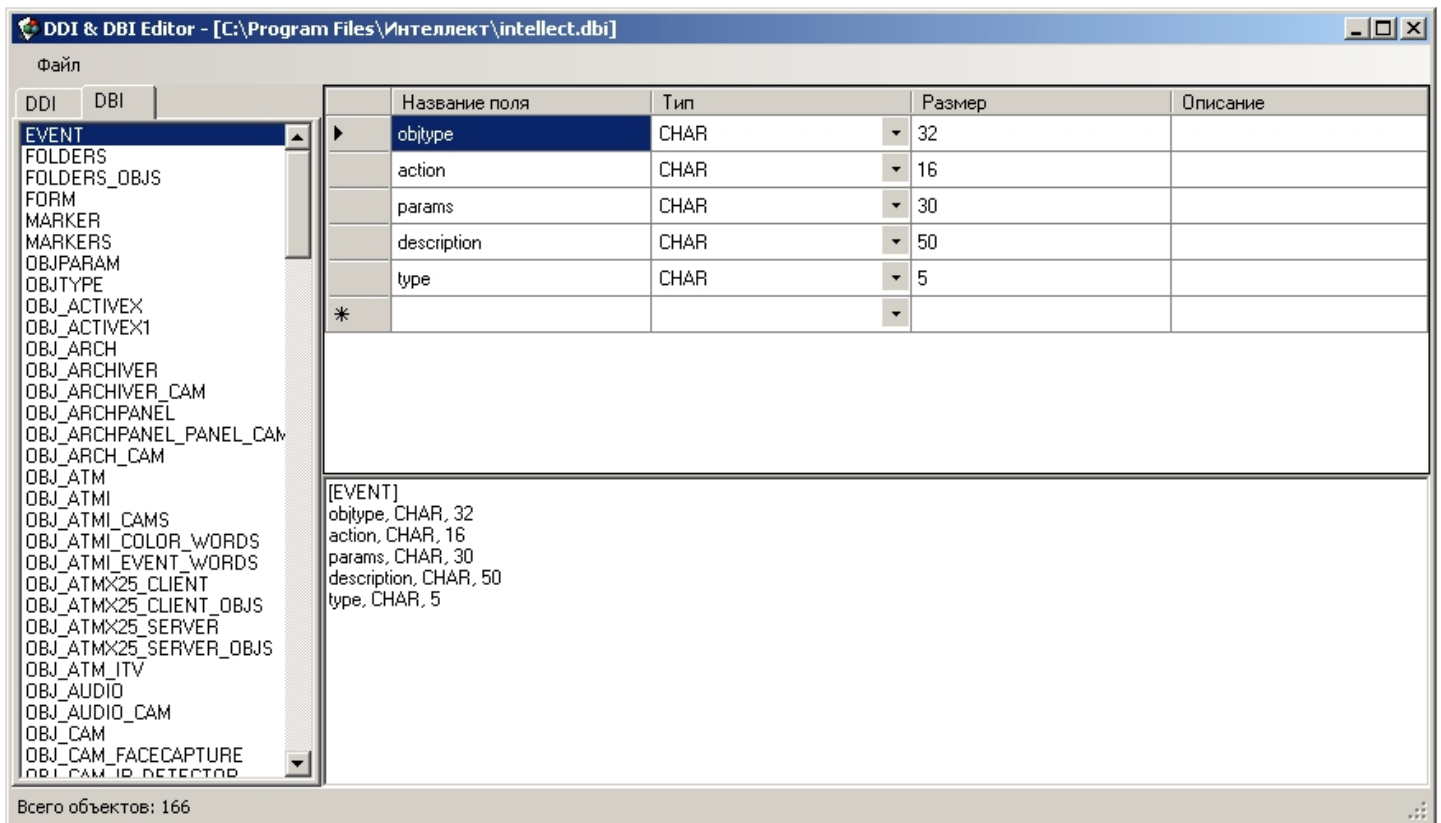 DDI & DBI Editor - [C:\Program Files\Интеллект\intellect.dbi]
Файл
DDI DBI
EVENT
FOLDERS
FOLDERS_OBJS
FORM
MARKER
MARKERS
OBJPARAM
OBJTYPE
OBJ_ACTIVEX
OBJ_ACTIVEX1
OBJ_ARCH
OBJ_ARCHIVER
OBJ_ARCHIVER_CAM
OBJ_ARCHPANEL
OBJ_ARCHPANEL_PANEL_CAM
OBJ_ARCH_CAM
OBJ_ATM
OBJ_ATMI
OBJ_ATMI_CAMS
OBJ_ATMI_COLOR_WORDS
OBJ_ATMI_EVENT_WORDS
OBJ_ATMX25_CLIENT
OBJ_ATMX25_CLIENT_OBJS
OBJ_ATMX25_SERVER
OBJ_ATMX25_SERVER_OBJS
OBJ_ATM_ITV
OBJ_AUDIO
OBJ_AUDIO_CAM
OBJ_CAM
OBJ_CAM_FACECAPTURE
OBJ_CAM_IR_DETECTOR
Название поля Тип Размер Описание
objtype CHAR 32
action CHAR 16
params CHAR 30
description CHAR 50
type CHAR 5
[EVENT]
objtype, CHAR, 32
action, CHAR, 16
params, CHAR, 30
description, CHAR, 50
type, CHAR, 5
Всего объектов: 166